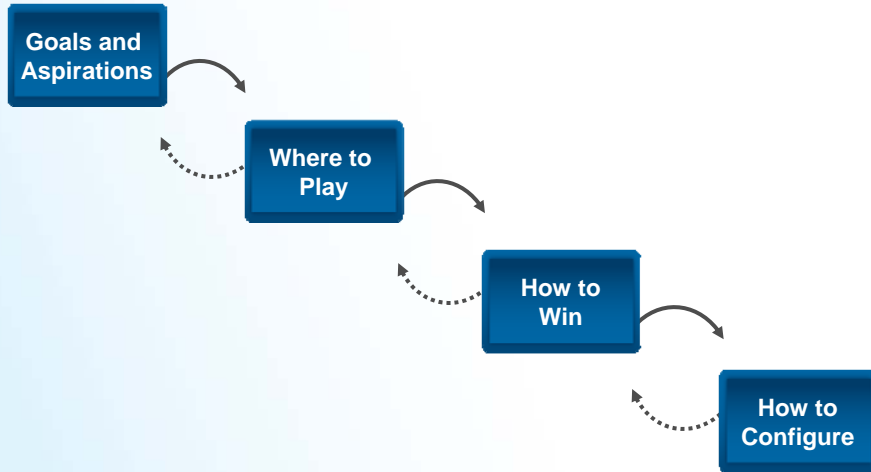 Goals and
Aspirations
Where to
Play
How to
Win
How to
Configure